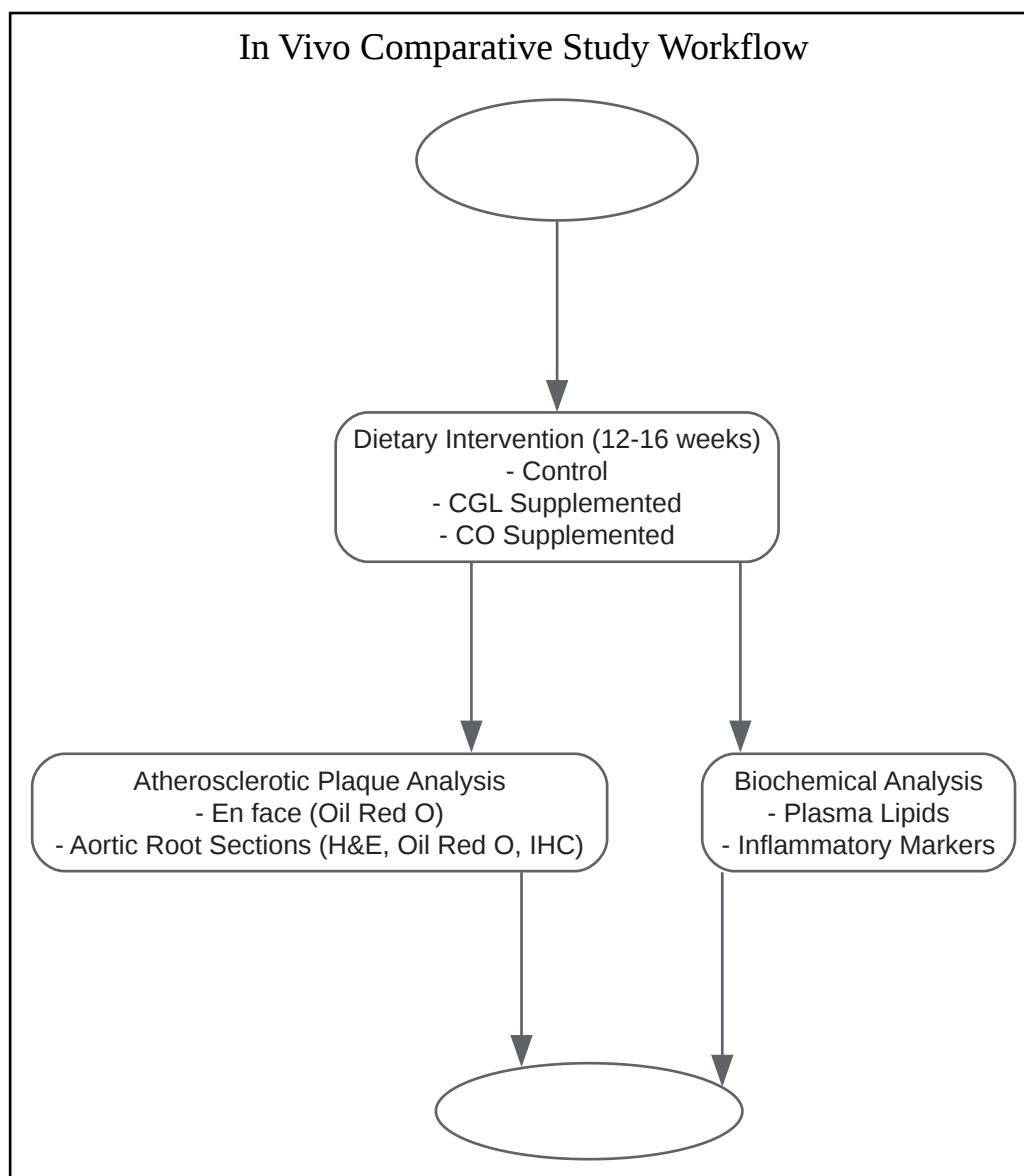 In Vivo Comparative Study Workflow
Dietary Intervention (12-16 weeks)
- Control
- CGL Supplemented
- CO Supplemented
Atherosclerotic Plaque Analysis
- En face (Oil Red O)
- Aortic Root Sections (H&E, Oil Red O, IHC)
Biochemical Analysis
- Plasma Lipids
- Inflammatory Markers